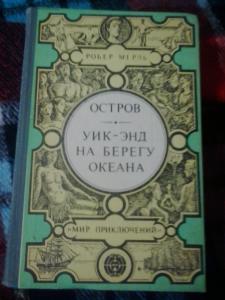 РОБЕР МЕРЛЬ
ОСТРОВ
УИК-ЭНД
НА БЕРЕГУ
ОКЕАНА
«МИР ПРИКЛЮЧЕНИЙ»